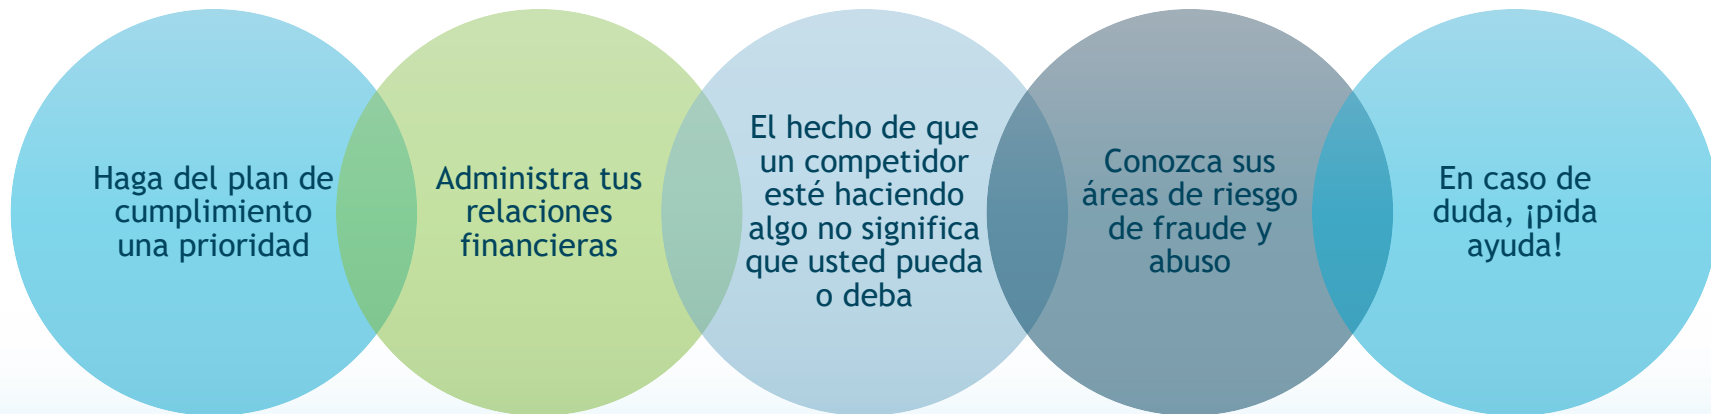 Haga del plan de
cumplimiento
una prioridad
Administra tus
relaciones
financieras
El hecho de que
un competidor
esté haciendo
algo no significa
que usted pueda
o deba
Conozca sus
áreas de riesgo
de fraude y
abuso
En caso de
duda, ¡pida
ayuda!